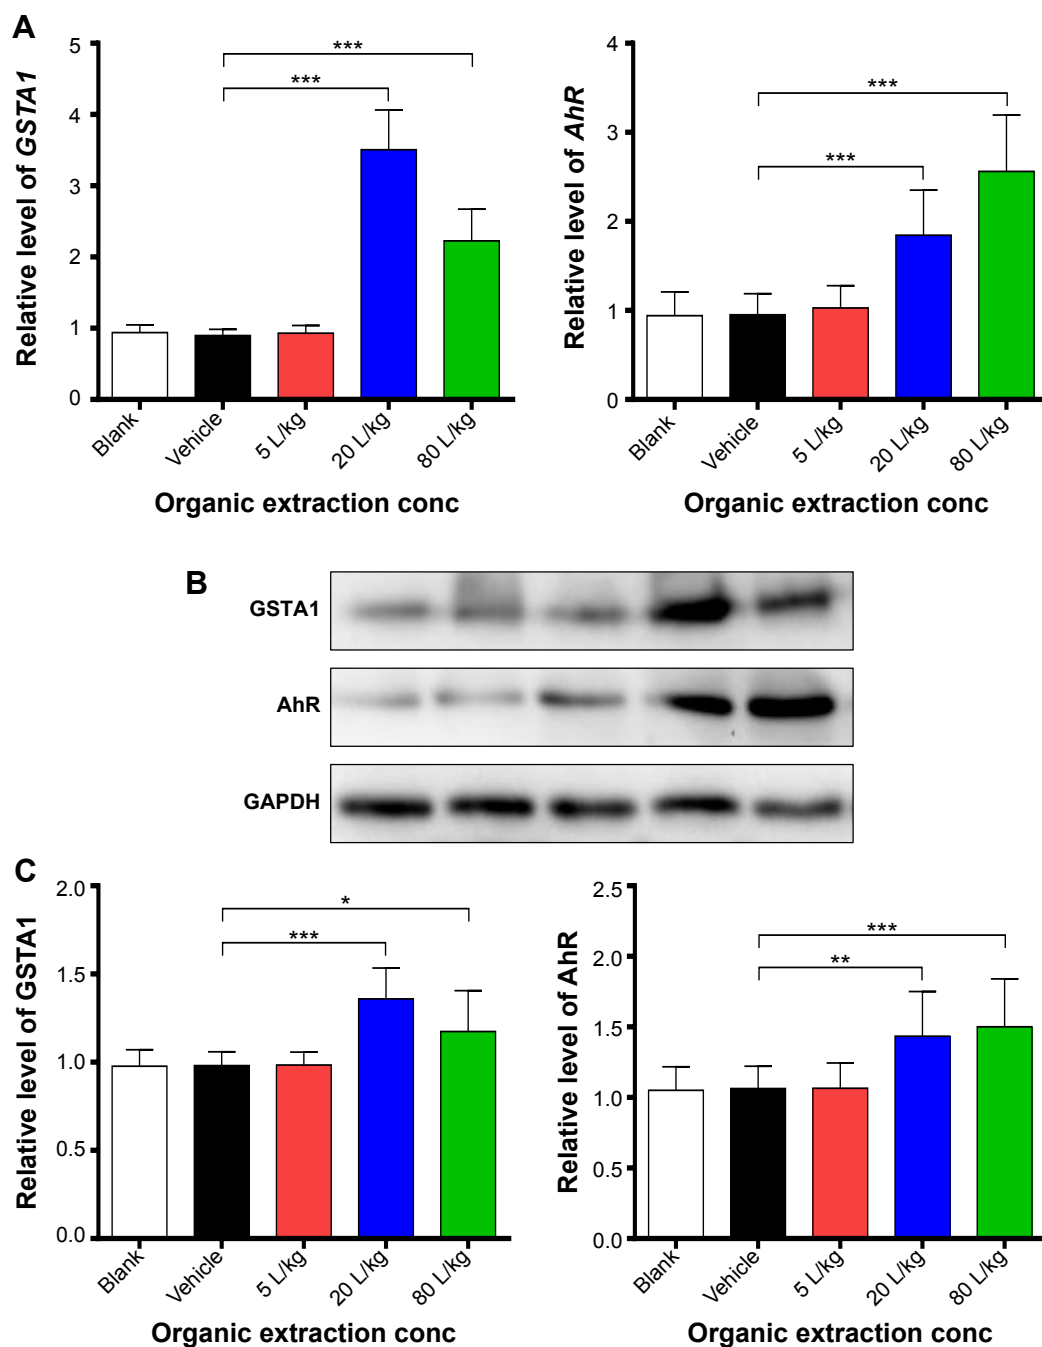 A
Relative level of GSTA1
5
4
3
2
1
0
***
***
Blank
Vehicle
5 L/kg
20 L/kg
80 L/kg
Organic extraction conc
Relative level of AhR
4
3
2
1
0
***
***
Blank
Vehicle
5 L/kg
20 L/kg
80 L/kg
Organic extraction conc
B
GSTA1
AhR
GAPDH
C
Relative level of GSTA1
2.0
1.5
1.0
0.5
0.0
*
***
Blank
Vehicle
5 L/kg
20 L/kg
80 L/kg
Organic extraction conc
Relative level of AhR
2.5
2.0
1.5
1.0
0.5
0.0
***
**
Blank
Vehicle
5 L/kg
20 L/kg
80 L/kg
Organic extraction conc